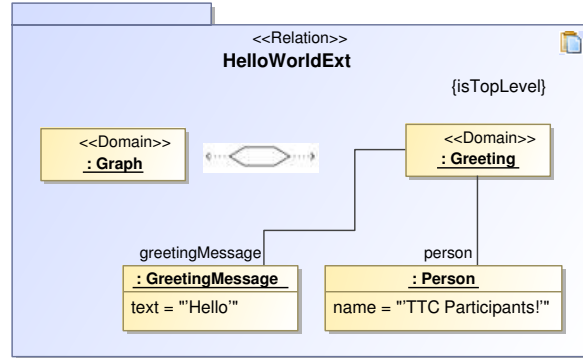 <<Relation>>
HelloWorldExt
{isTopLevel}
<<Domain>>
: Graph
<<Domain>>
: Greeting
greetingMessage
person
: GreetingMessage
text = "'Hello'"
: Person
name = "'TTC Participants!'"